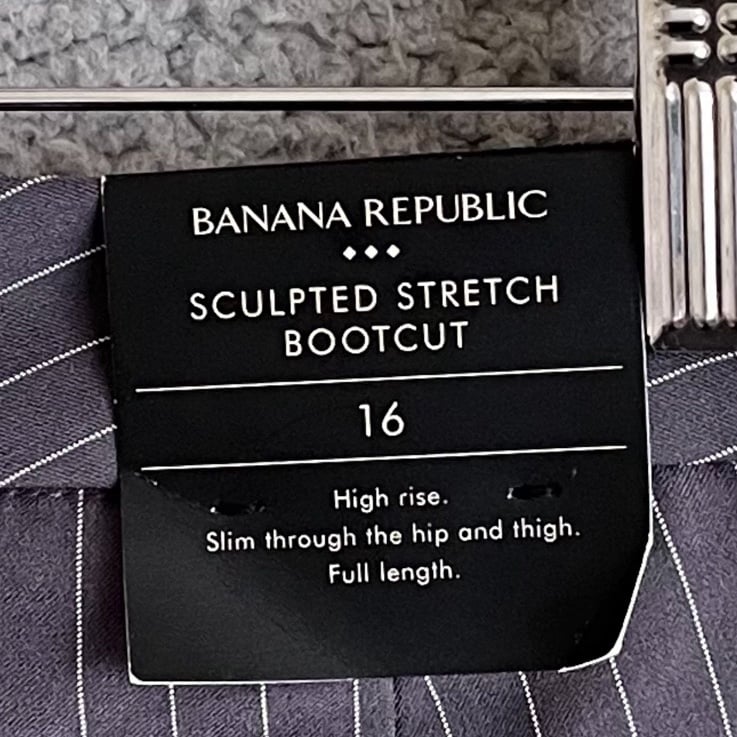 BANANA REPUBLIC
SCULPTED STRETCH
BOOTCUT
16
High rise.
Slim through the hip and thigh.
Full length.